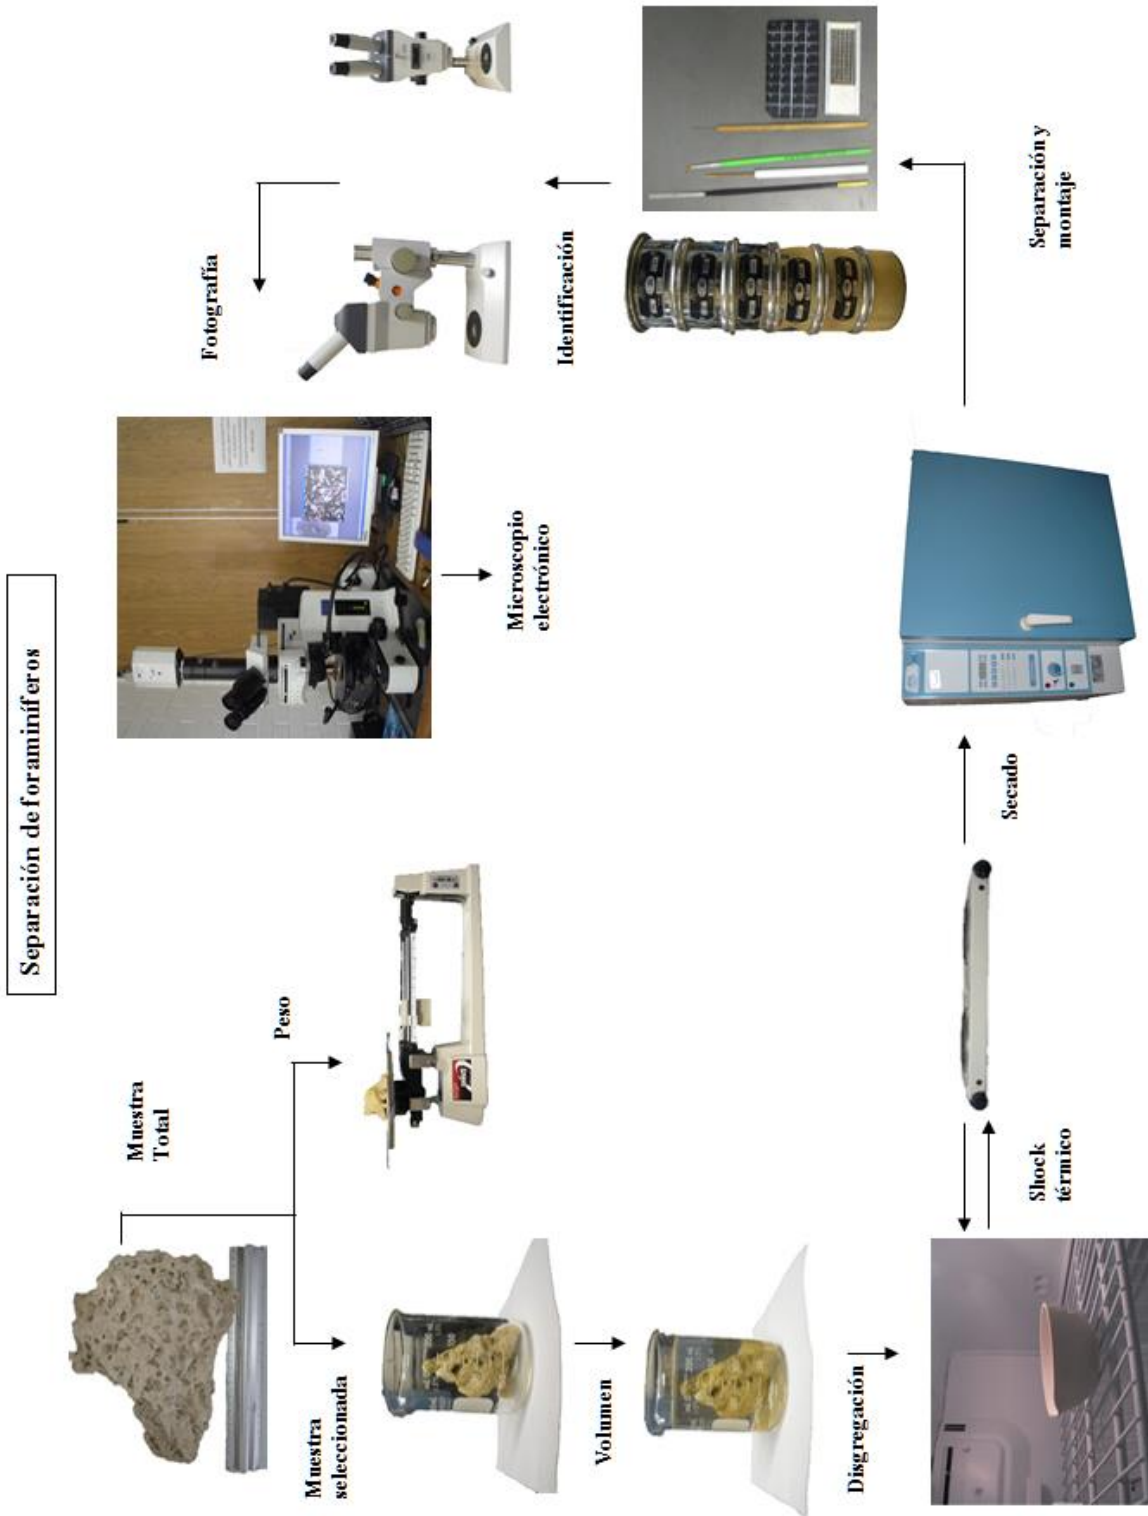 Separación de foraminíferos
Muestra
Total
Peso
Muestra
seleccionada
Volumen
Disgregación
Shock
térmico
Secado
Separación y
montaje
Identificación
Fotografía
Microscopio
electrónico